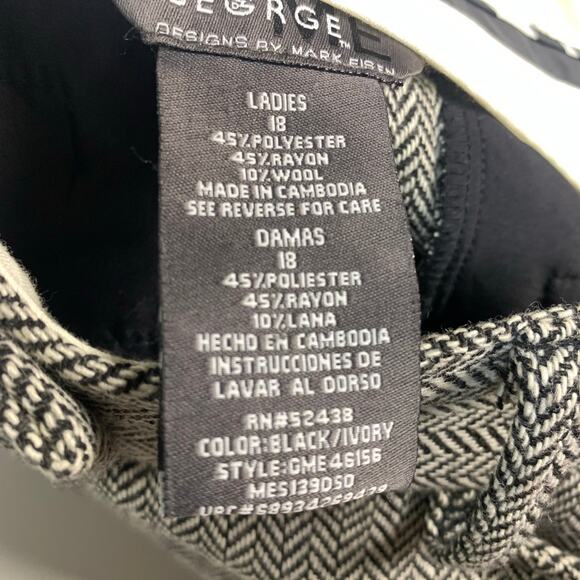 GEORGE
ME
DESIGNS BY MARK EISEN
LADIES
18
45%POLYESTER
45%RAYON
10%WOOL
MADE IN CAMBODIA
SEE REVERSE FOR CARE
DAMAS
18
45%POLIESTER
45%RAYON
10%LANA
HECHO EN CAMBODIA
INSTRUCCIONES DE
LAVAR AL DORSO
RN#52438
COLOR:BLACK/IVORY
STYLE:GME46156
MES139DSO